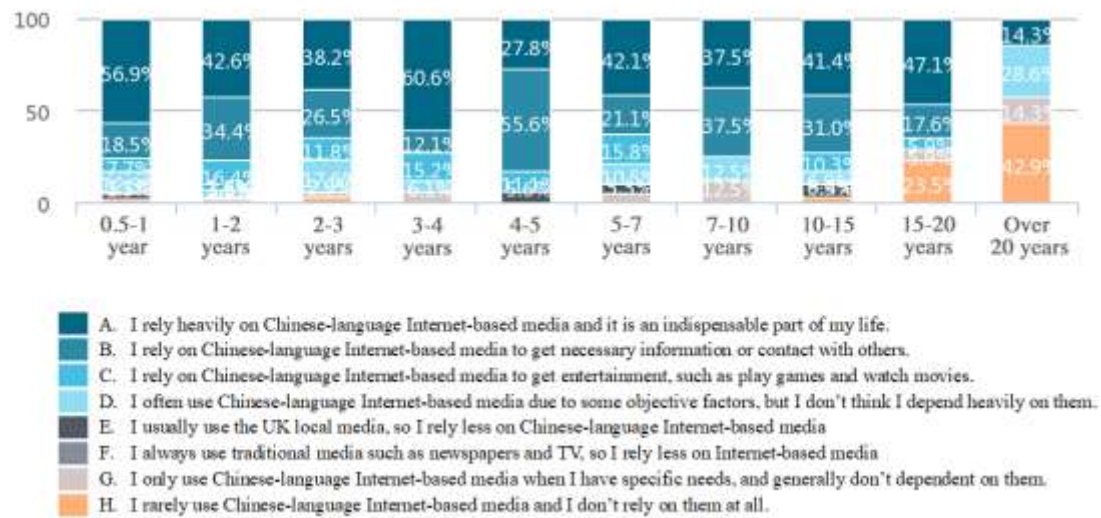 100
50
0
56.9%
18.5%
7.7%
42.6%
34.4%
16.4%
38.2%
26.5%
11.8%
60.6%
12.1%
15.2%
6.1%
27.8%
55.6%
11.1%
42.1%
21.1%
15.8%
10.5%
37.5%
37.5%
12.5%
12.5%
41.4%
31.0%
10.3%
47.1%
17.6%
23.5%
14.3%
28.6%
14.3%
42.9%
0.5-1 year
1-2 years
2-3 years
3-4 years
4-5 years
5-7 years
7-10 years
10-15 years
15-20 years
Over 20 years
A. I rely heavily on Chinese-language Internet-based media and it is an indispensable part of my life.
B. I rely on Chinese-language Internet-based media to get necessary information or contact with others.
C. I rely on Chinese-language Internet-based media to get entertainment, such as play games and watch movies.
D. I often use Chinese-language Internet-based media due to some objective factors, but I don't think I depend heavily on them.
E. I usually use the UK local media, so I rely less on Chinese-language Internet-based media
F. I always use traditional media such as newspapers and TV, so I rely less on Internet-based media
G. I only use Chinese-language Internet-based media when I have specific needs, and generally don't dependent on them.
H. I rarely use Chinese-language Internet-based media and I don't rely on them at all.